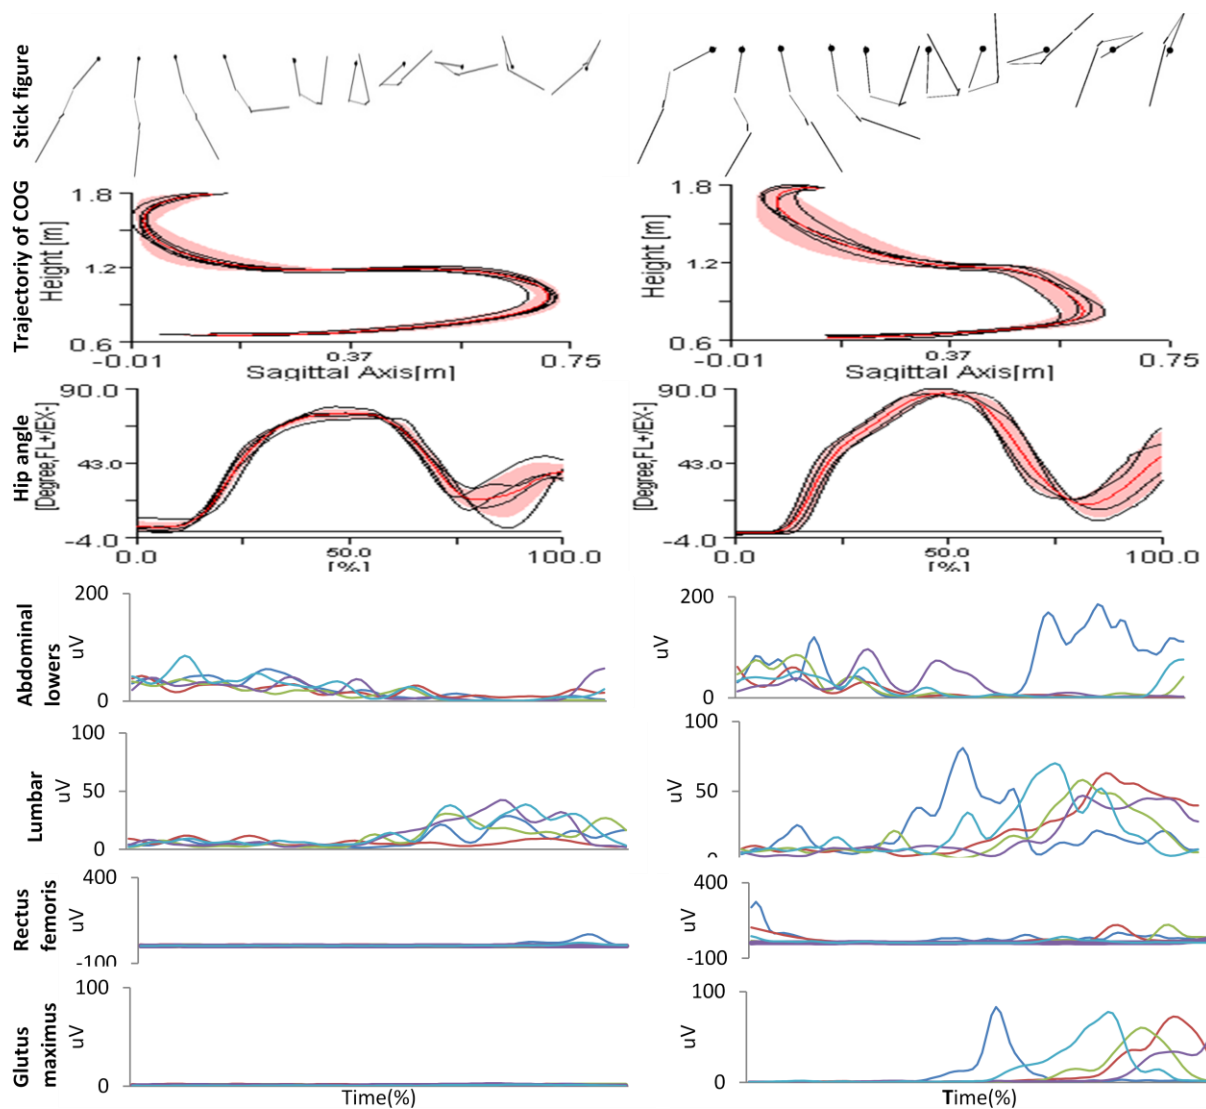 Stick figure
Trajectoriy of COG
Height [m]
1.8
1.2
0.6
-0.01
0.37
0.75
Sagittal Axis[m]
Height [m]
1.8
1.2
0.6
-0.01
0.37
0.75
Sagittal Axis[m]
Hip angle
[Degree,FL+/EX-]
90.0
43.0
-4.0
0.0
50.0
100.0
[%]
[Degree,FL+/EX-]
90.0
43.0
-4.0
0.0
50.0
100.0
[%]
Abdominal
lowers
uV
200
0
uV
200
0
Lumbar
uV
100
50
0
uV
100
50
0
Rectus
femoris
uV
400
-100
uV
400
-100
Glutus
maximus
uV
100
0
Time(%)
uV
100
0
Time(%)